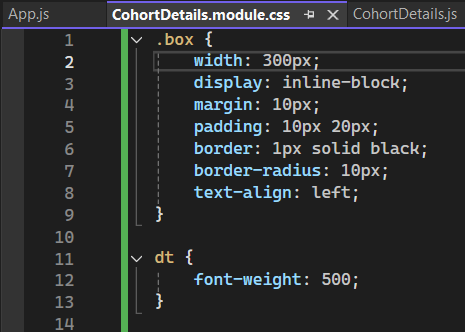 App.js CohortDetails.module.css CohortDetails.js
1 .box {
2 width: 300px;
3 display: inline-block;
4 margin: 10px;
5 padding: 10px 20px;
6 border: 1px solid black;
7 border-radius: 10px;
8 text-align: left;
9 }
10
11 dt {
12 font-weight: 500;
13 }
14